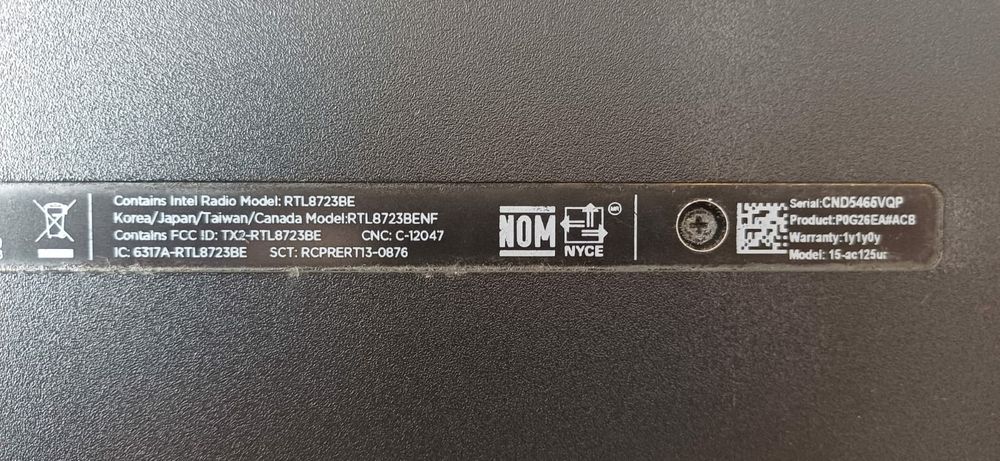 Contains Intel Radio Model: RTL8723BE
Korea/Japan/Taiwan/Canada Model:RTL8723BENF
Contains FCC ID: TX2-RTL8723BE CNC: C-12047
IC: 6317A-RTL8723BE SCT: RCPRERT13-0876
NOM
NYCE
Serial:CND5465VQP
Product:P0G26EA#ACB
Warranty:1y1y0y
Model: 15-ac125ur